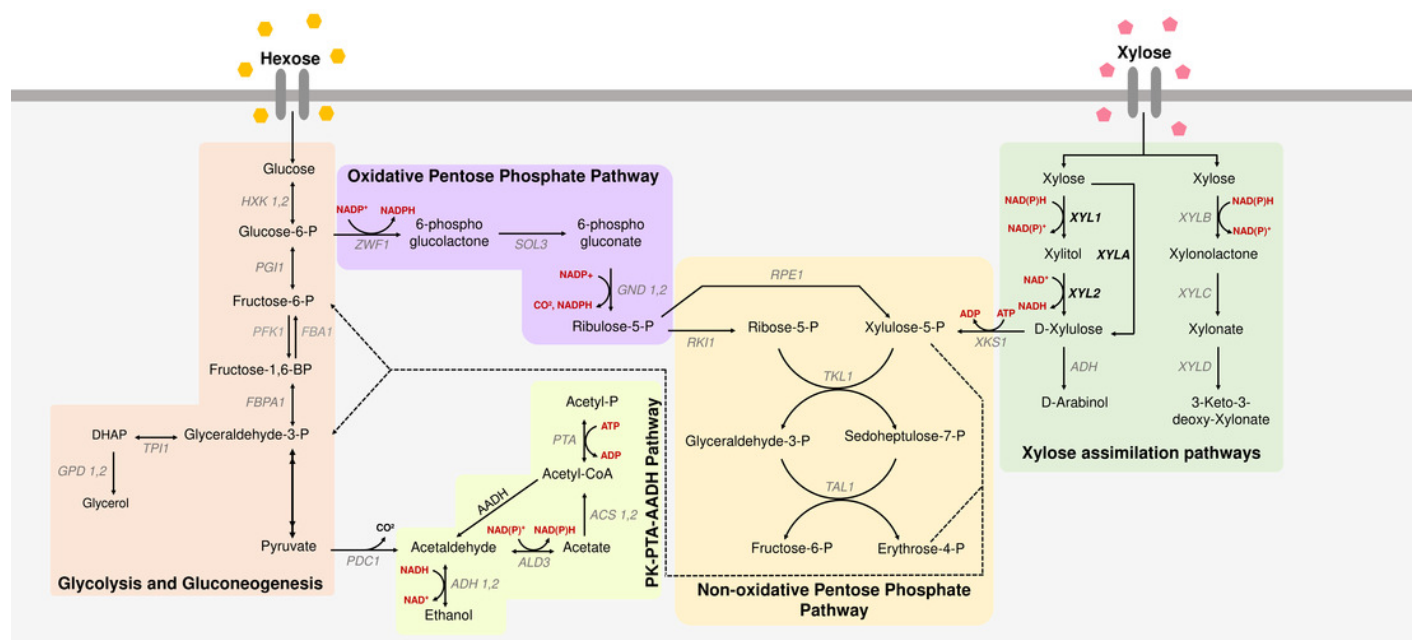 Hexose
Xylose
Glucose
HXK 1,2
Glucose-6-P
PGI1
Fructose-6-P
PFK1
FBA1
Fructose-1,6-BP
FBPA1
DHAP
TPI1
Glyceraldehyde-3-P
GPD 1,2
Glycerol
Pyruvate
Glycolysis and Gluconeogenesis
Oxidative Pentose Phosphate Pathway
NADP⁺
NADPH
ZWF1
6-phospho
glucolactone
SOL3
6-phospho
gluconate
NADP+
CO², NADPH
GND 1,2
Ribulose-5-P
RPE1
RKI1
Ribose-5-P
Xylulose-5-P
TKL1
Glyceraldehyde-3-P
Sedoheptulose-7-P
TAL1
Fructose-6-P
Erythrose-4-P
Non-oxidative Pentose Phosphate
Pathway
Acetyl-P
PTA
ATP
ADP
Acetyl-CoA
AADH
ACS 1,2
CO²
PDC1
Acetaldehyde
NAD(P)⁺
NAD(P)H
ALD3
Acetate
NADH
NAD⁺
ADH 1,2
Ethanol
PK-PTA-AADH Pathway
Xylose
NAD(P)H
NAD(P)⁺
XYL1
Xylitol
XYLA
NAD⁺
NADH
XYL2
ADP
ATP
XKS1
D-Xylulose
ADH
D-Arabinol
Xylose
XYLB
NAD(P)H
NAD(P)⁺
Xylonolactone
XYLC
Xylonate
XYLD
3-Keto-3-
deoxy-Xylonate
Xylose assimilation pathways